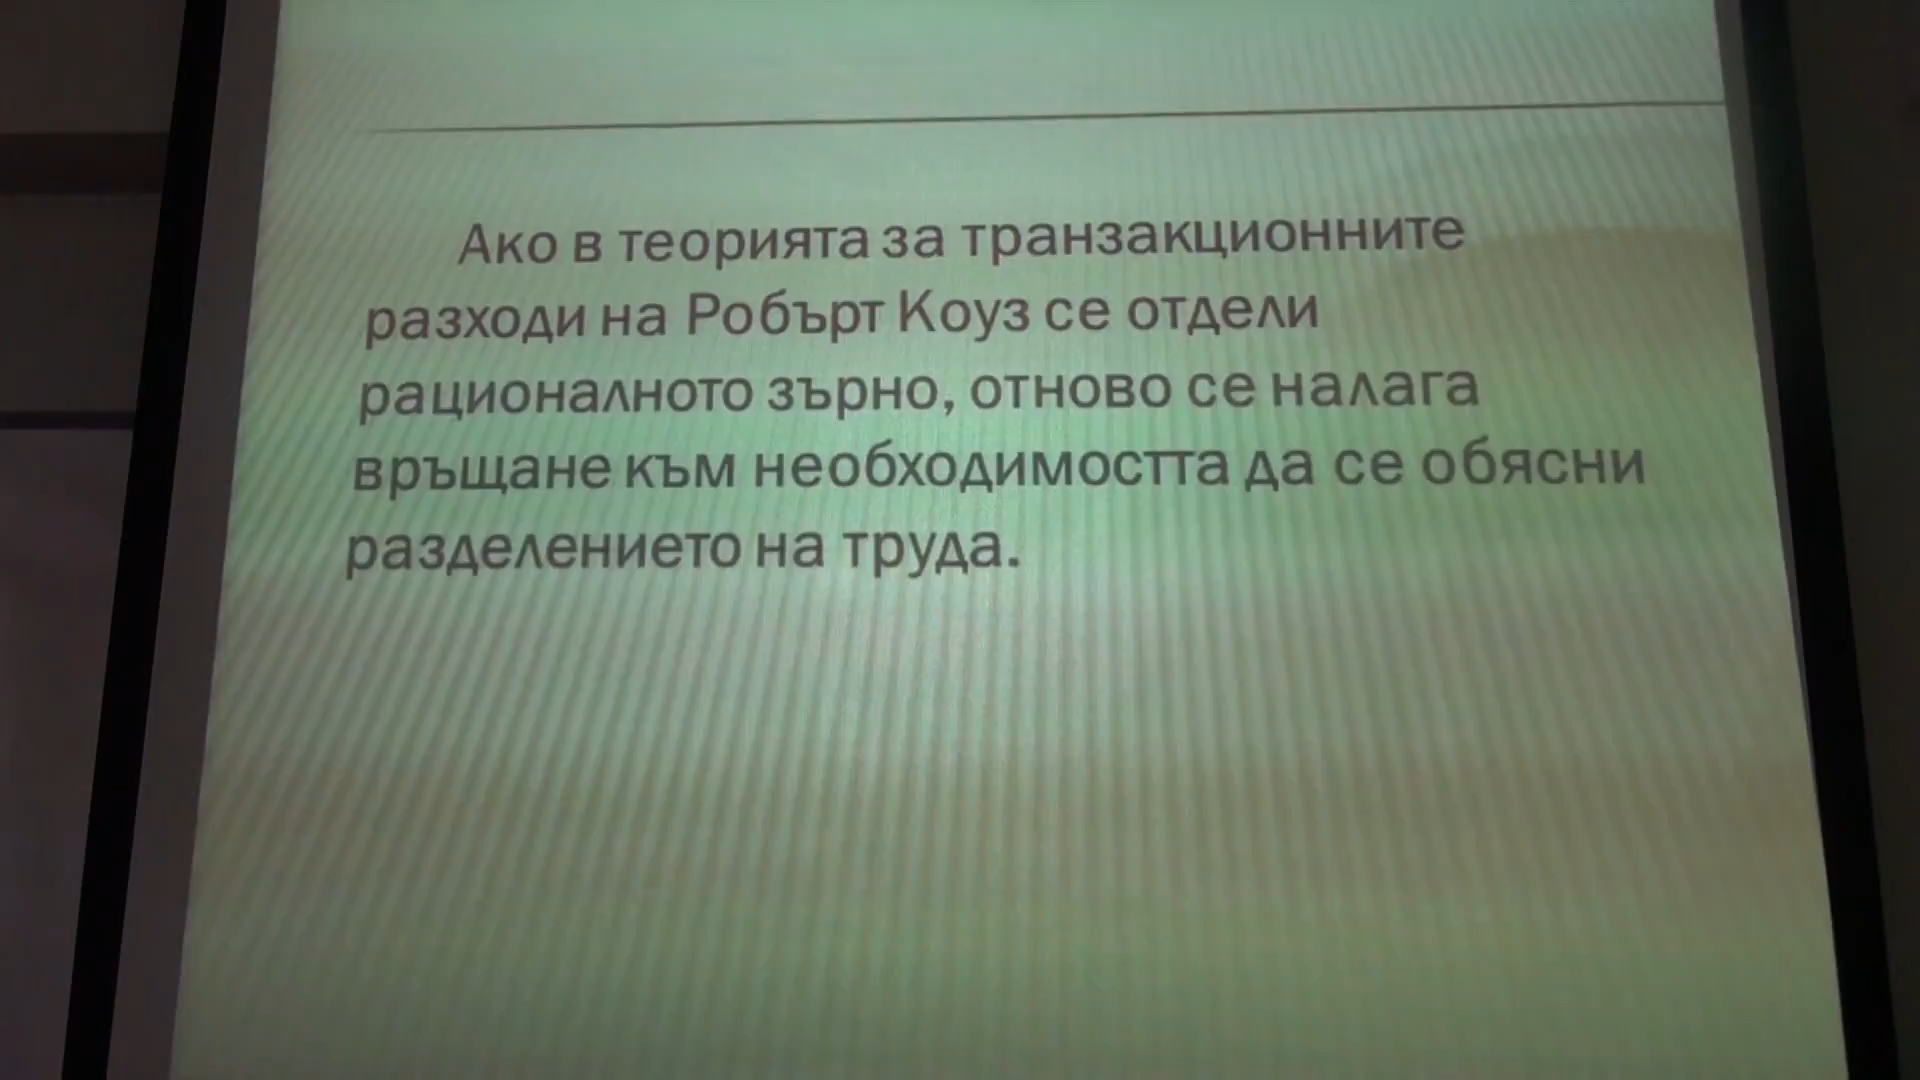 Ако в теорията за транзакционните
разходи на Робърт Коуз се отдели
рационалното зърно, отново се налага
връщане към необходимостта да се обясни
разделението на труда.